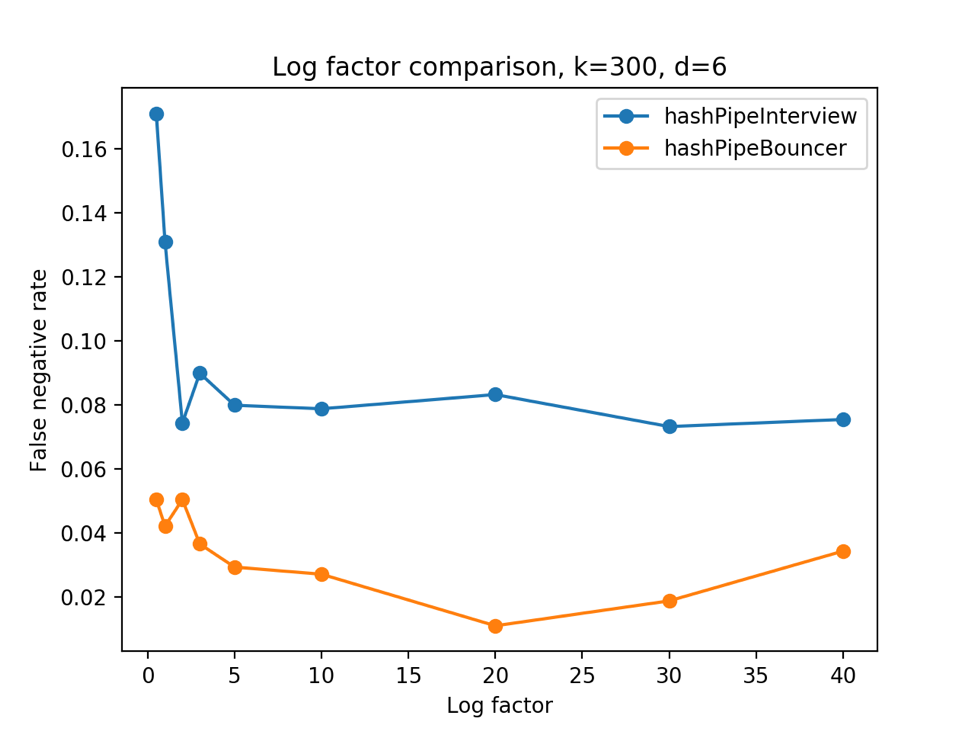 Log factor comparison, k=300, d=6
hashPipeInterview
hashPipeBouncer
0.16
0.14
0.12
0.10
0.08
0.06
0.04
0.02
False negative rate
0 5 10 15 20 25 30 35 40
Log factor